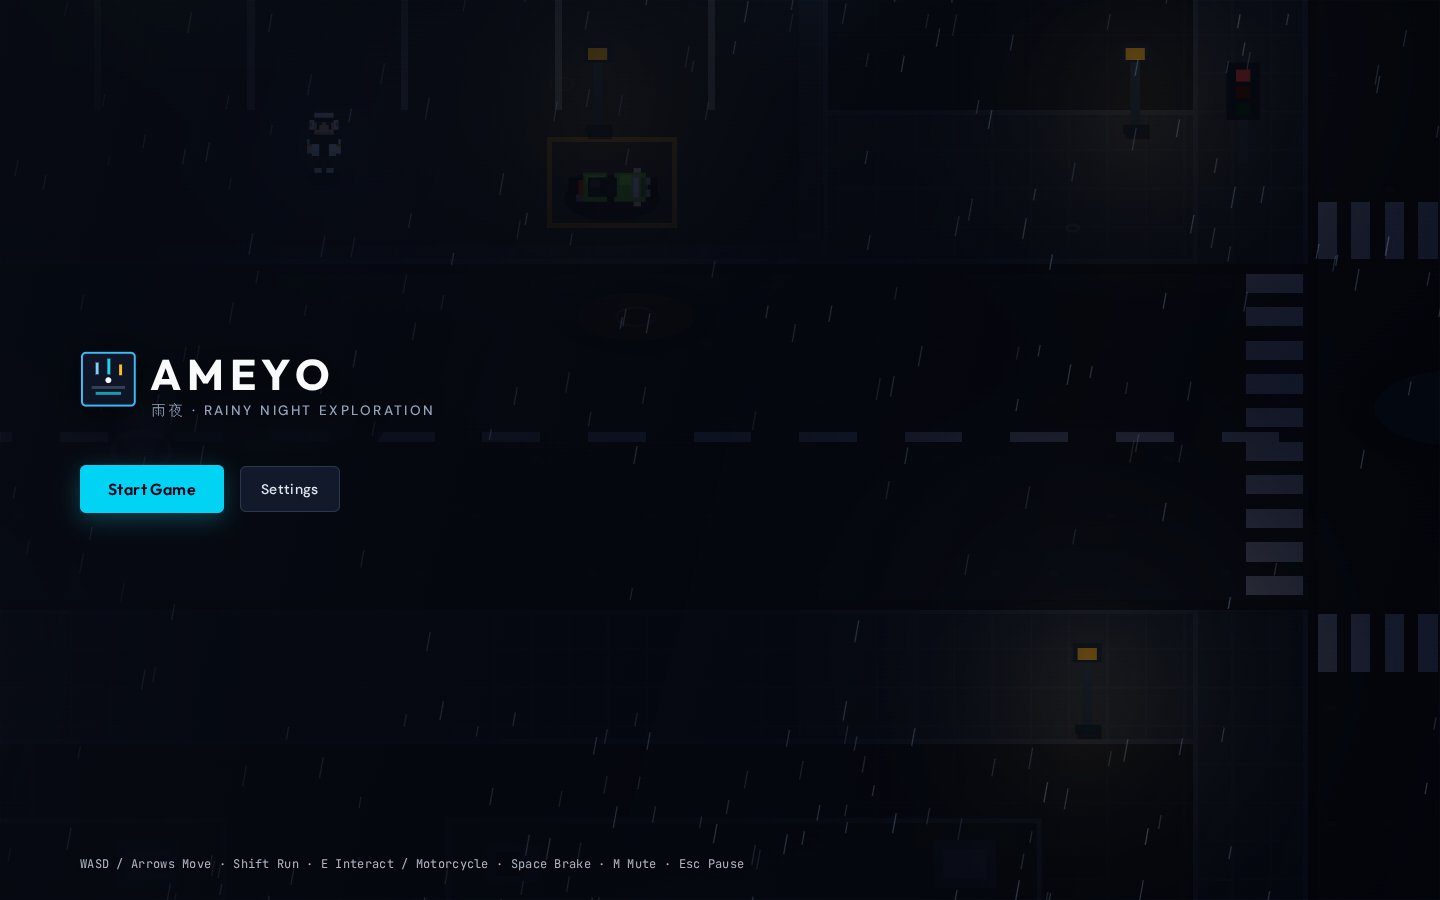 AMEYO
雨夜 · RAINY NIGHT EXPLORATION
Start Game
Settings
WASD / Arrows Move · Shift Run · E Interact / Motorcycle · Space Brake · M Mute · Esc Pause